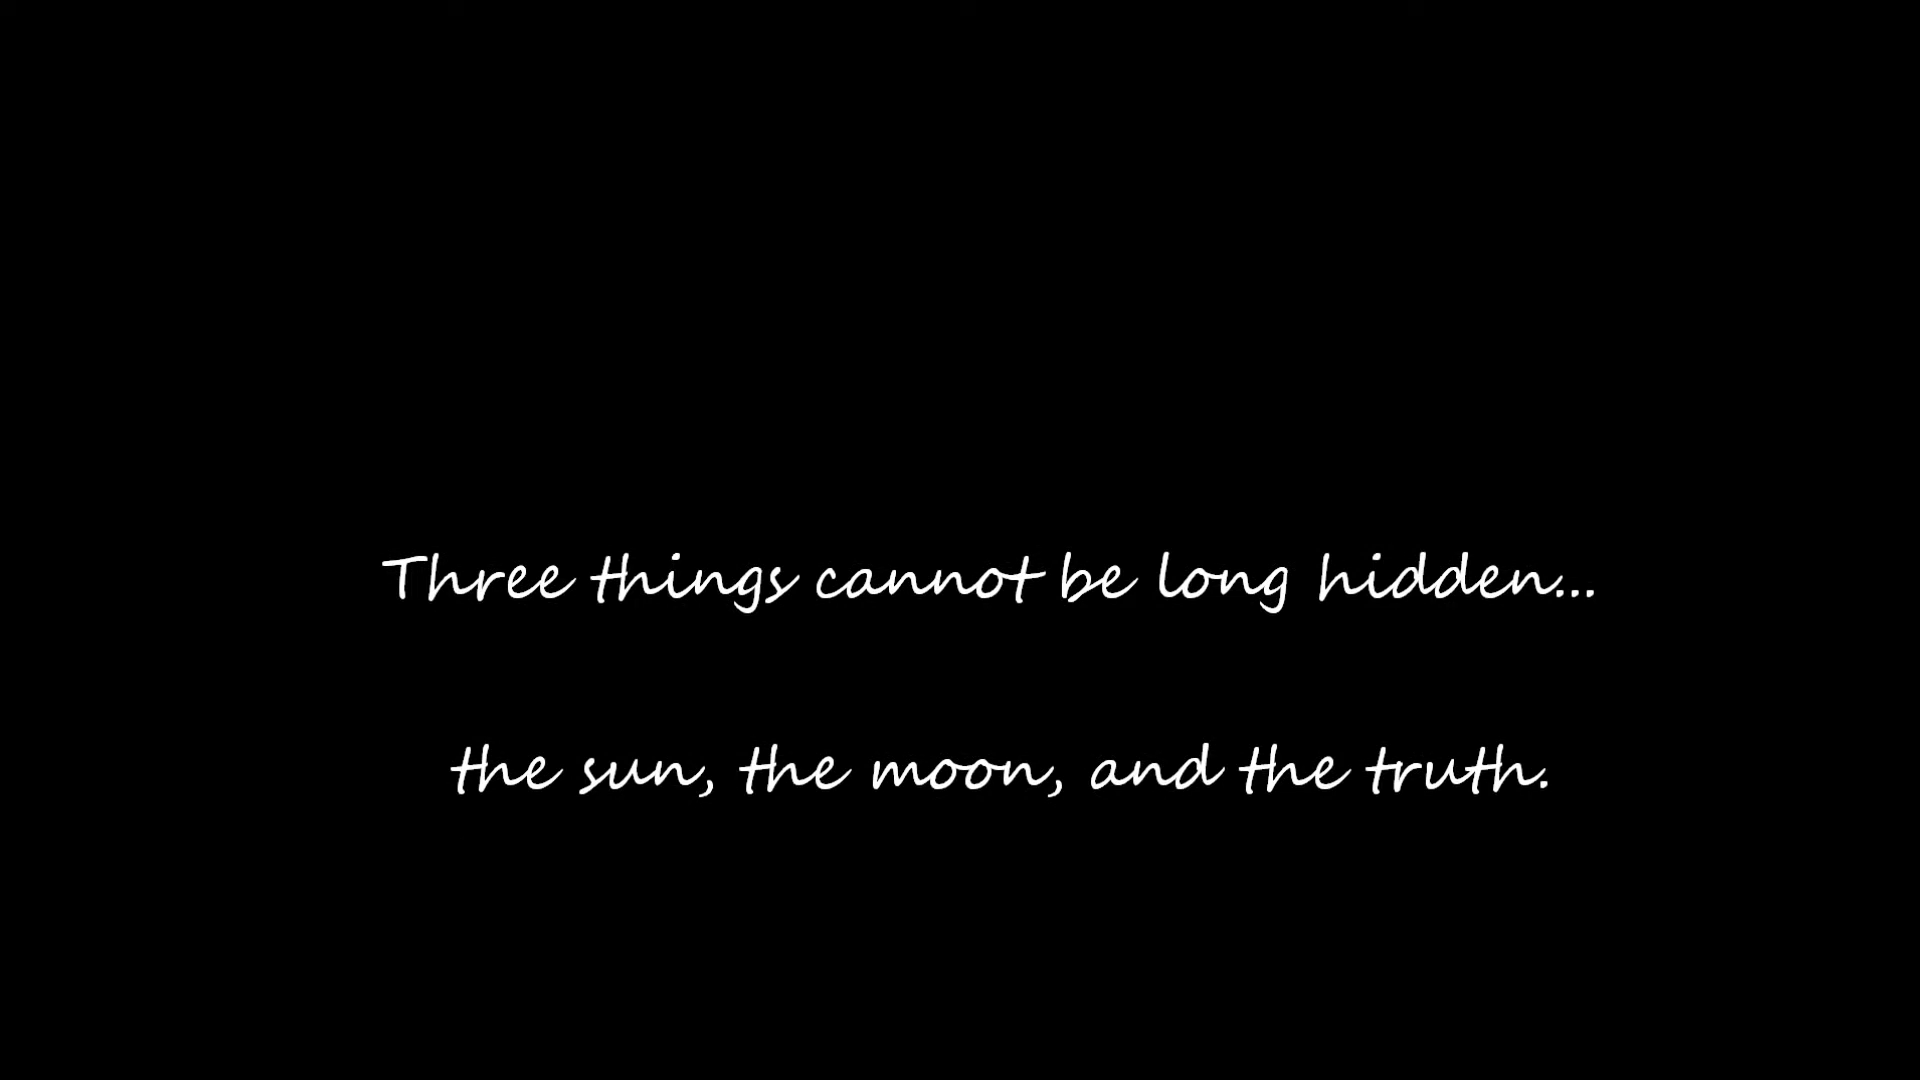 Three things cannot be long hidden...
the sun, the moon, and the truth.